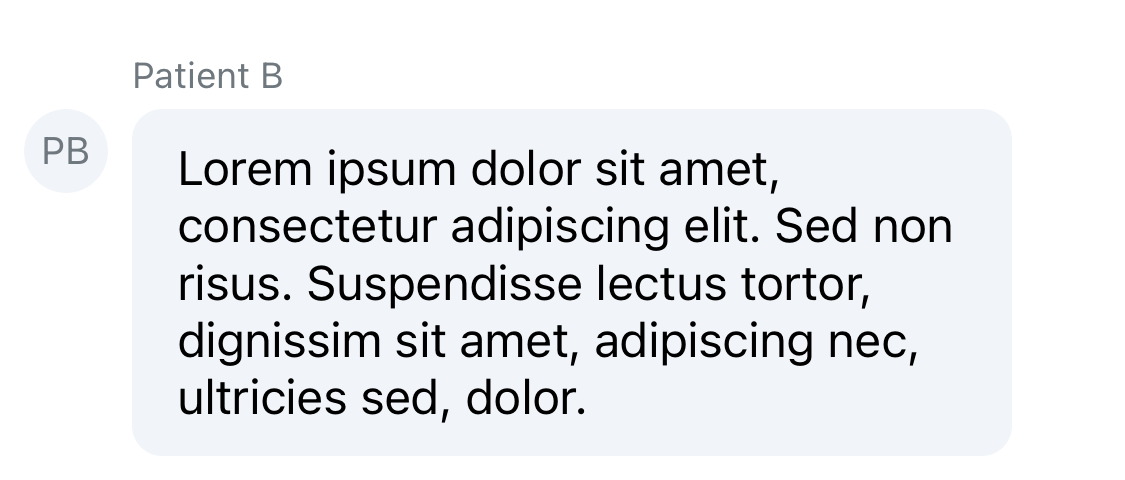 Patient B
PB
Lorem ipsum dolor sit amet,
consectetur adipiscing elit. Sed non
risus. Suspendisse lectus tortor,
dignissim sit amet, adipiscing nec,
ultricies sed, dolor.